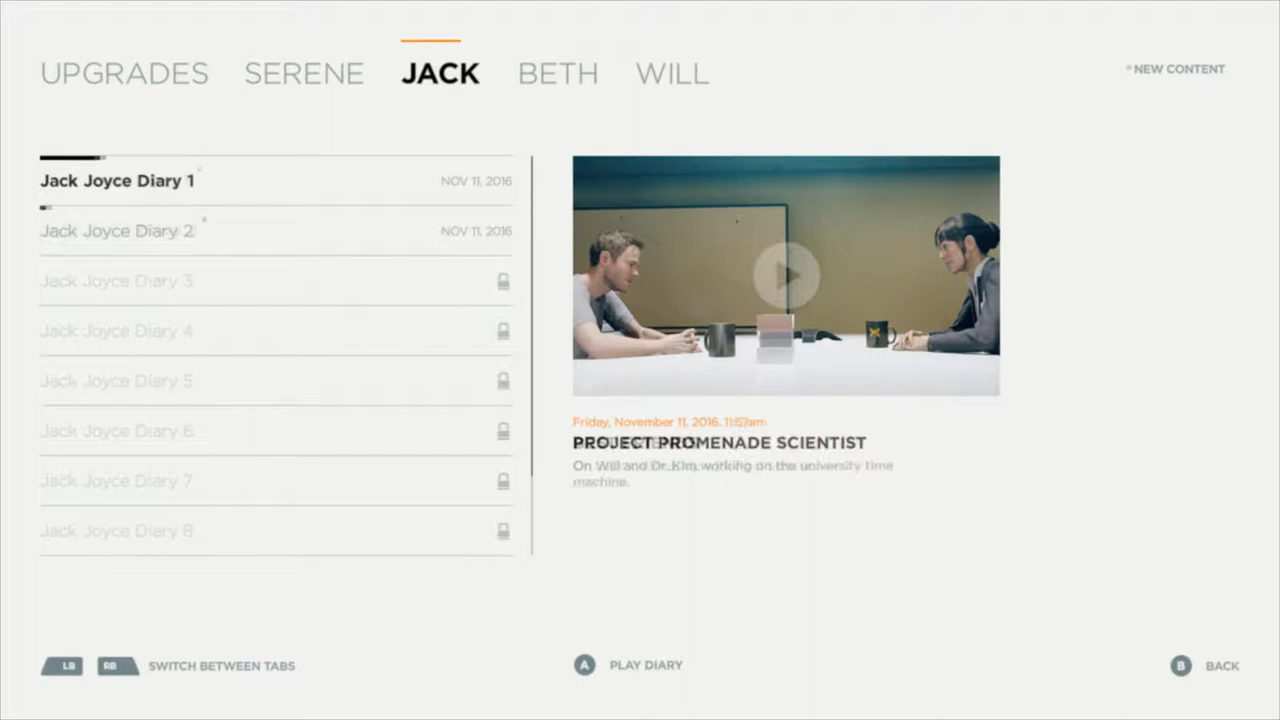 UPGRADES SERENE JACK BETH WILL
NEW CONTENT
Jack Joyce Diary 1 NOV 11, 2016
Jack Joyce Diary 2 NOV 11, 2016
Jack Joyce Diary 3
Jack Joyce Diary 4
Jack Joyce Diary 5
Jack Joyce Diary 6
Jack Joyce Diary 7
Jack Joyce Diary 8
Friday, November 11, 2016, 11:57am
PROJECT PROMENADE SCIENTIST
On Will and Dr. Kim working on the university time
machine.
LB RB SWITCH BETWEEN TABS
A PLAY DIARY
B BACK